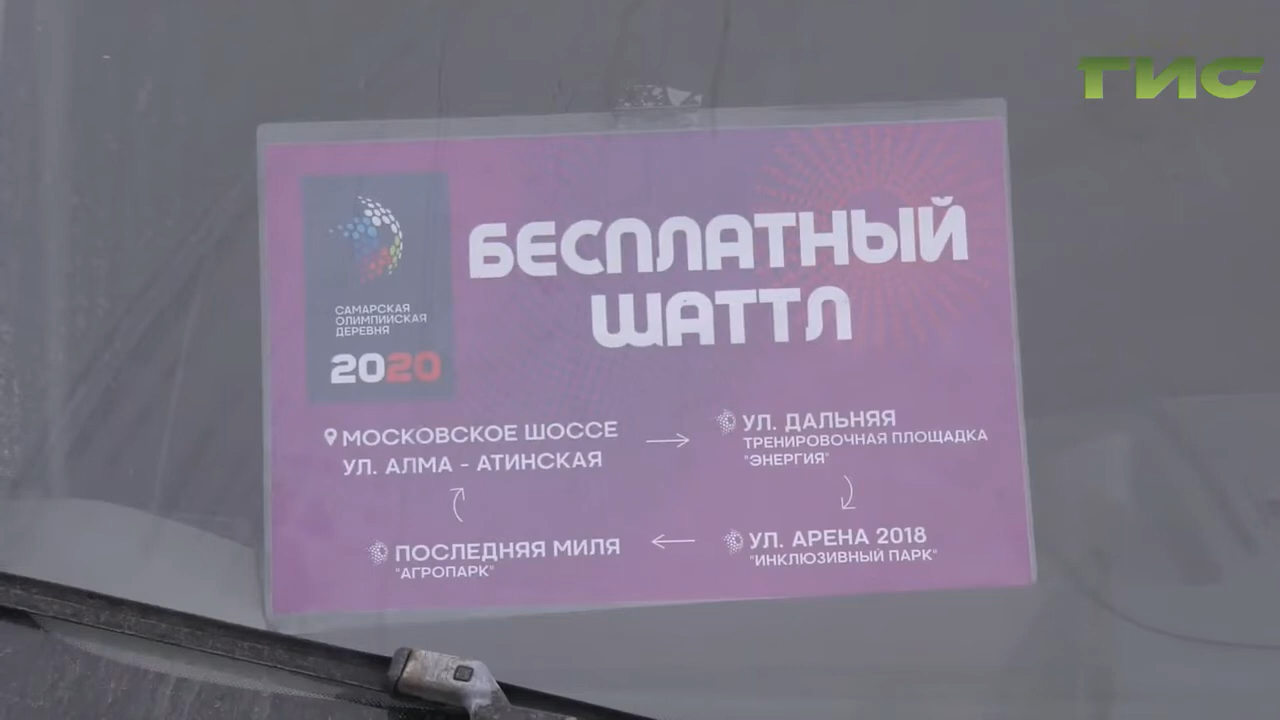 ГИС
БЕСПЛАТНЫЙ
ШАТТЛ
САМАРСКАЯ
ОЛИМПИЙСКАЯ
ДЕРЕВНЯ
2020
МОСКОВСКОЕ ШОССЕ
УЛ. АЛМА - АТИНСКАЯ
УЛ. ДАЛЬНЯЯ
ТРЕНИРОВОЧНАЯ ПЛОЩАДКА
"ЭНЕРГИЯ"
УЛ. АРЕНА 2018
"ИНКЛЮЗИВНЫЙ ПАРК"
ПОСЛЕДНЯЯ МИЛЯ
"АГРОПАРК"